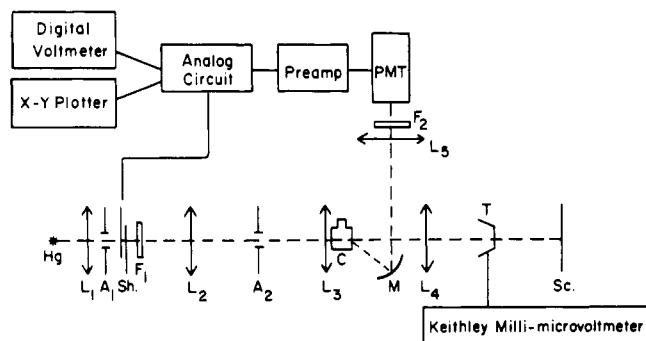 Digital
Voltmeter
X-Y Plotter
Analog
Circuit
Preamp
PMT
F2
L5
Hg
L1
A1
Sh.
F1
L2
A2
L3
C
M
L4
T
Sc.
Keithley Milli-microvoltmeter